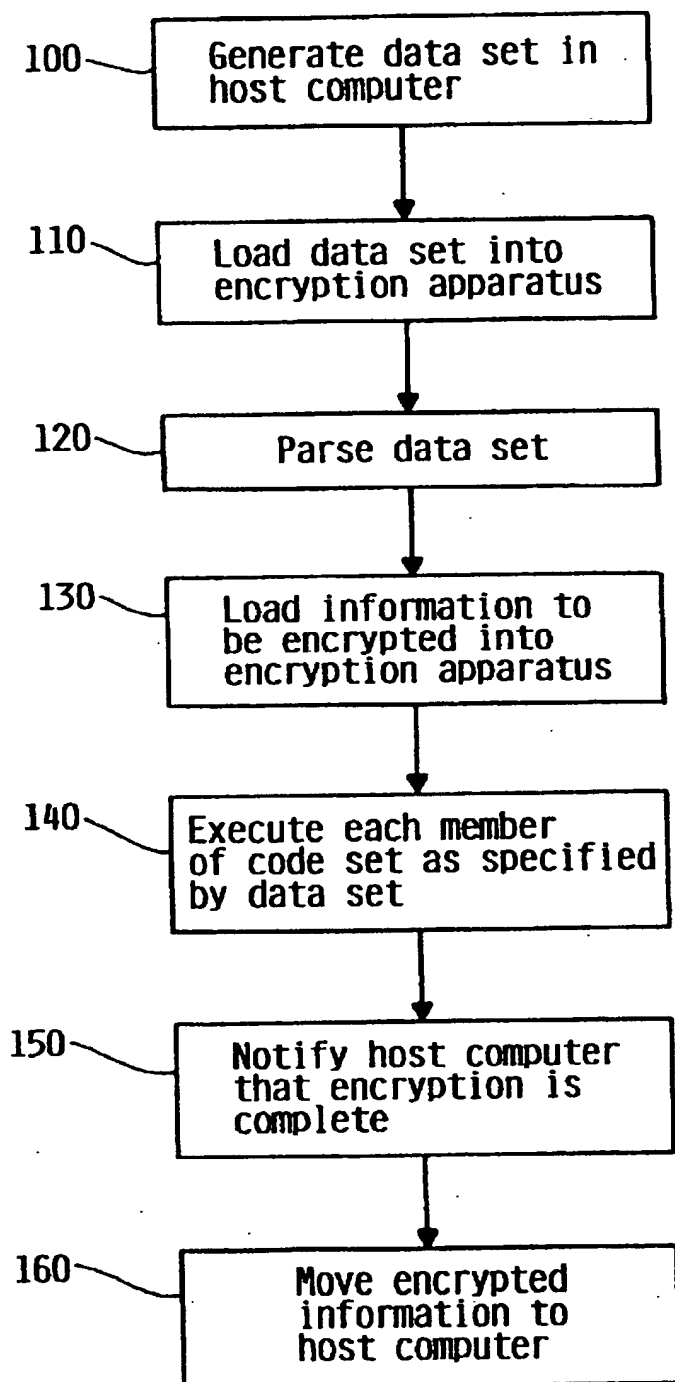 100
Generate data set in
host computer
110
Load data set into
encryption apparatus
120
Parse data set
130
Load information to
be encrypted into
encryption apparatus
140
Execute each member
of code set as specified
by data set
150
Notify host computer
that encryption is
complete
160
Move encrypted
information to
host computer